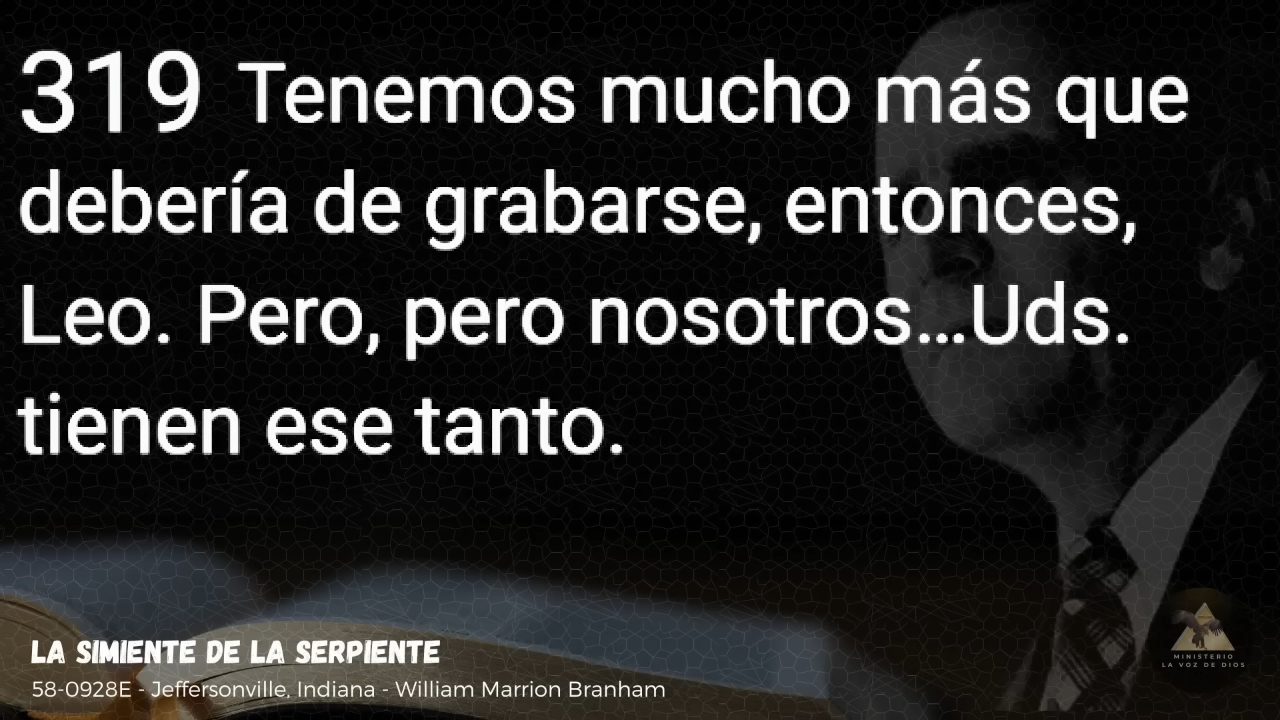 319 Tenemos mucho más que
debería de grabarse, entonces,
Leo. Pero, pero nosotros...Uds.
tienen ese tanto.
LA SIMIENTE DE LA SERPIENTE
58-0928E - Jeffersonville, Indiana - William Marrion Branham
MINISTERIO
LA VOZ DE DIOS